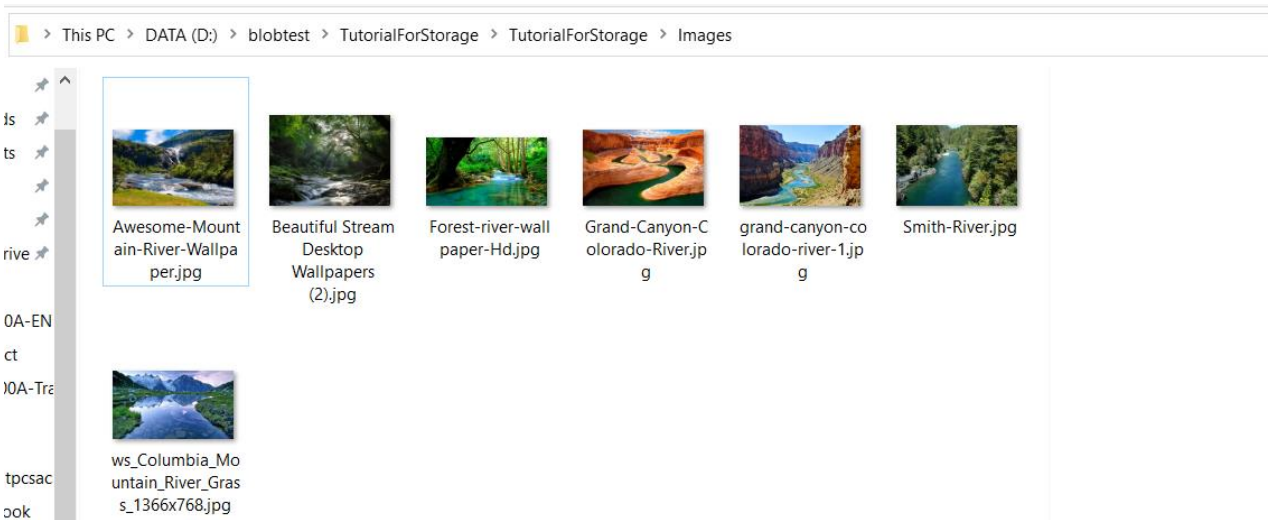 This PC > DATA (D:) > blobtest > TutorialForStorage > TutorialForStorage > Images
ds
ts
rive
0A-EN
ct
00A-Tra
tpcsac
ook
Awesome-Mount
ain-River-Wallpa
per.jpg
Beautiful Stream
Desktop
Wallpapers
(2).jpg
Forest-river-wall
paper-Hd.jpg
Grand-Canyon-C
olorado-River.jp
g
grand-canyon-co
lorado-river-1.jp
g
Smith-River.jpg
ws_Columbia_Mo
untain_River_Gras
s_1366x768.jpg